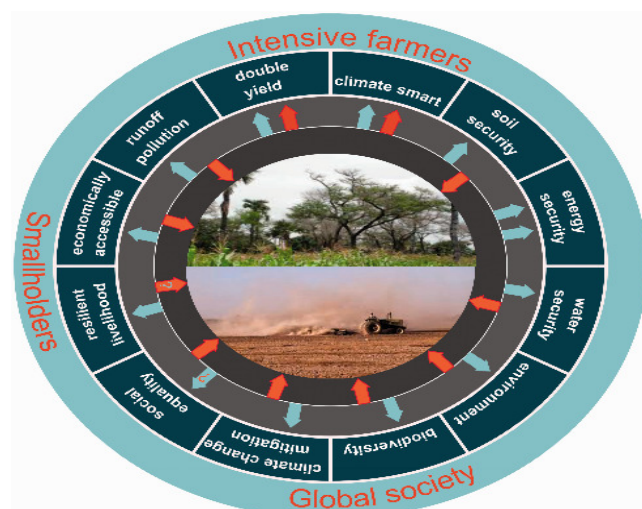 Intensive farmers
double
yield
climate smart
soil
security
energy
security
water
security
environment
biodiversity
climate change
mitigation
social
equality
resilient
livelihood
economically
accessible
runoff
pollution
Smallholders
Global society
?
?